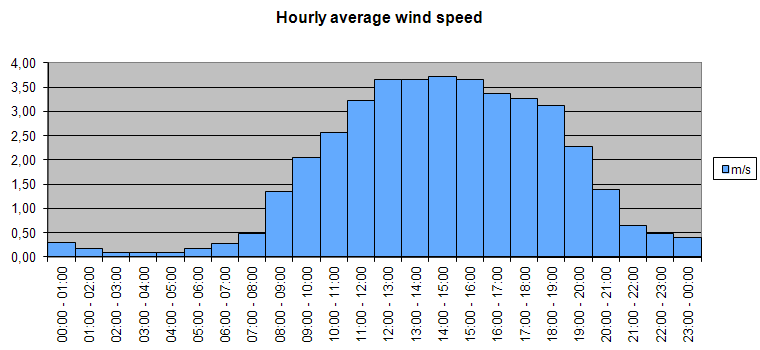 Hourly average wind speed
4,00
3,50
3,00
2,50
2,00
1,50
1,00
0,50
0,00
m/s
00:00 - 01:00
01:00 - 02:00
02:00 - 03:00
03:00 - 04:00
04:00 - 05:00
05:00 - 06:00
06:00 - 07:00
07:00 - 08:00
08:00 - 09:00
09:00 - 10:00
10:00 - 11:00
11:00 - 12:00
12:00 - 13:00
13:00 - 14:00
14:00 - 15:00
15:00 - 16:00
16:00 - 17:00
17:00 - 18:00
18:00 - 19:00
19:00 - 20:00
20:00 - 21:00
21:00 - 22:00
22:00 - 23:00
23:00 - 00:00